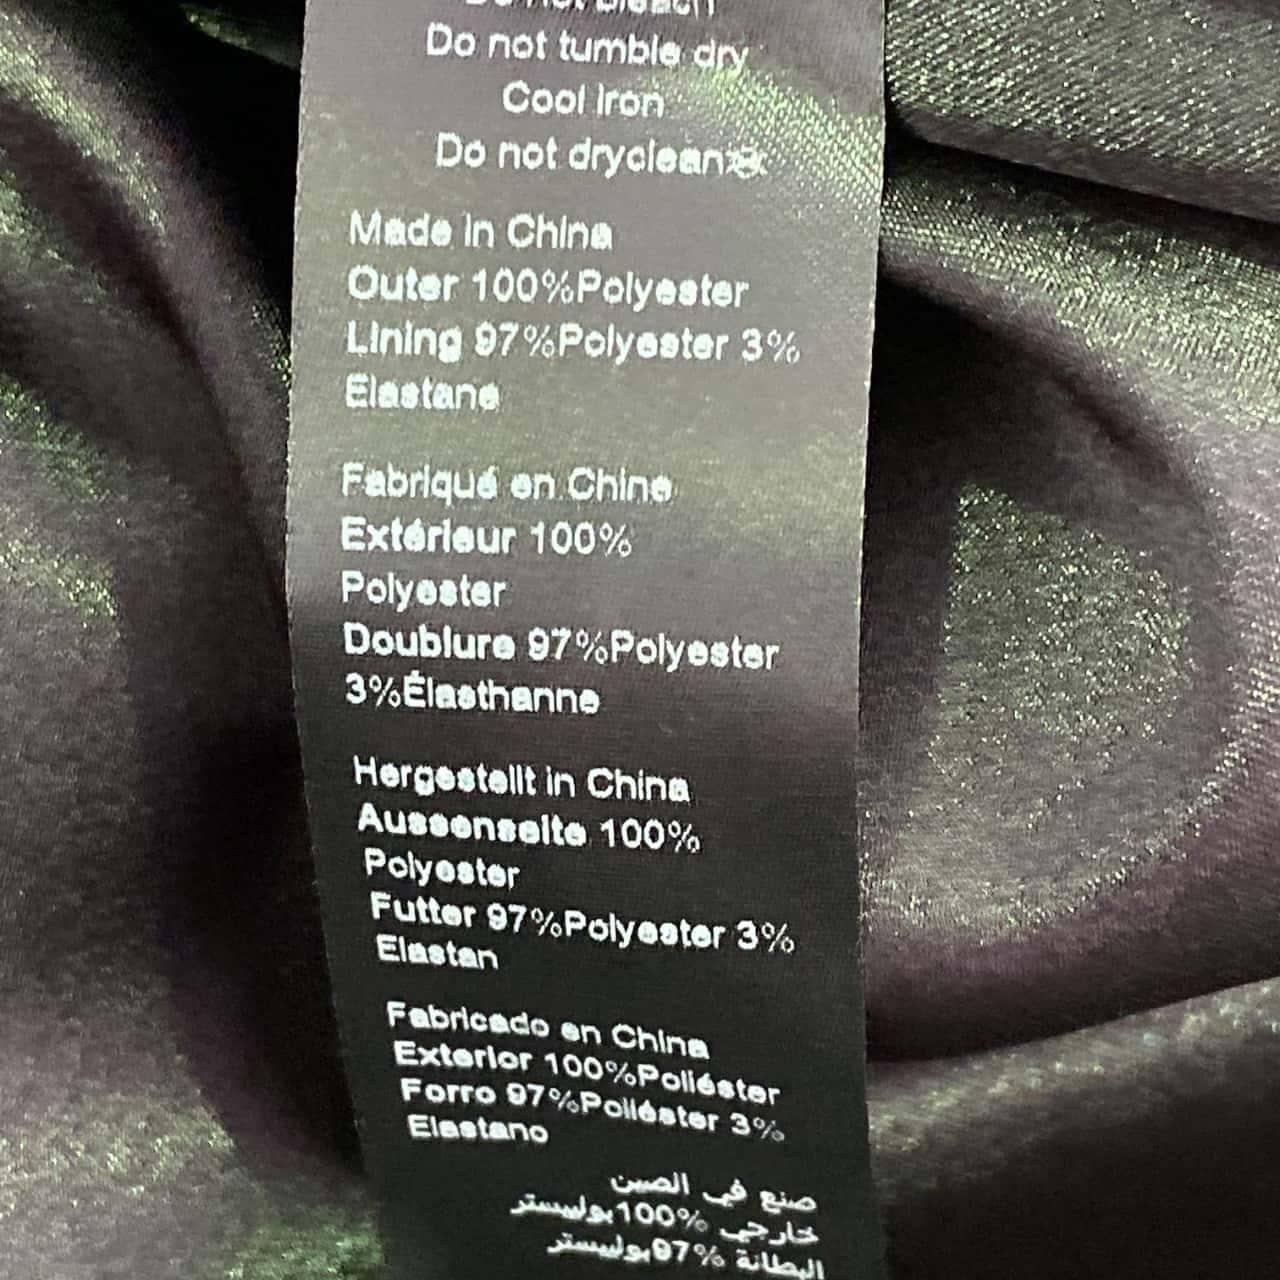 Do not bleach
Do not tumble dry
Cool Iron
Do not dryclean
Made in China
Outer 100%Polyester
Lining 97%Polyester 3%
Elastane
Fabriqué en Chine
Extérieur 100%
Polyester
Doublure 97%Polyester
3%Élasthanne
Hergestellt in China
Aussenseite 100%
Polyester
Futter 97%Polyester 3%
Elastan
Fabricado en China
Exterior 100%Poliéster
Forro 97%Poliéster 3%
Elastano
صنع في الصين
خارجي 100%بوليستر
البطانة 97%بوليستر